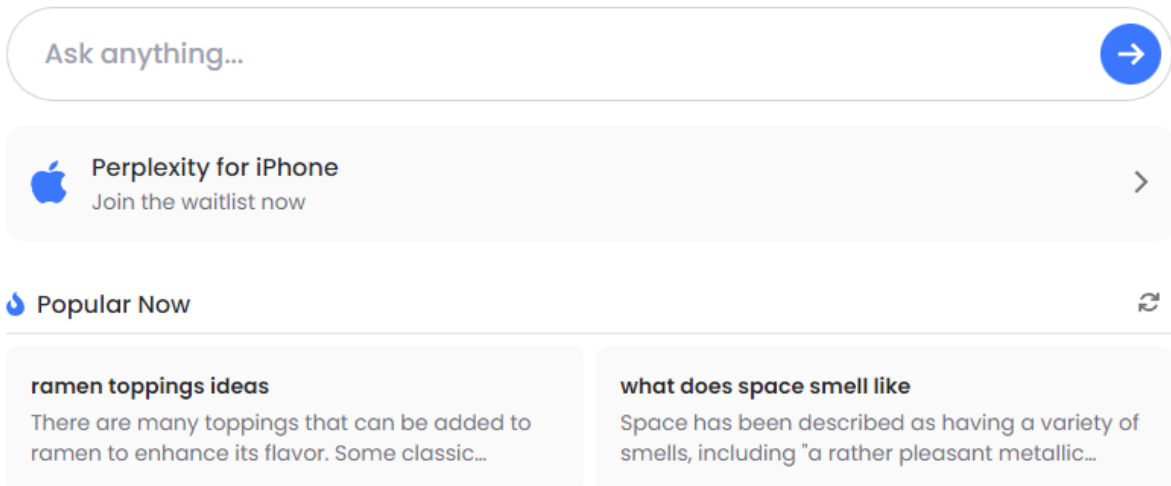 Ask anything...
Perplexity for iPhone
Join the waitlist now
Popular Now
ramen toppings ideas
There are many toppings that can be added to
ramen to enhance its flavor. Some classic...
what does space smell like
Space has been described as having a variety of
smells, including "a rather pleasant metallic...